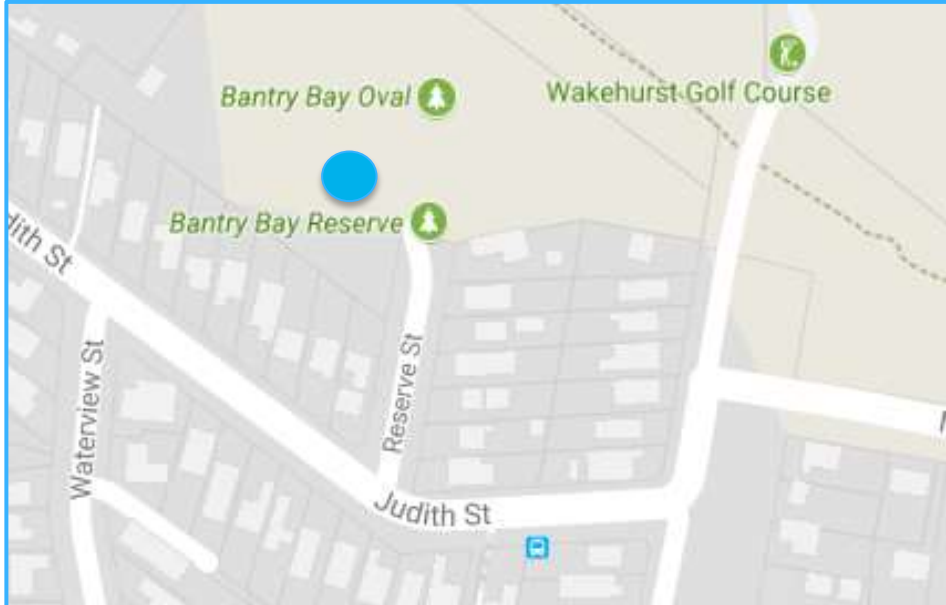 Bantry Bay Oval
Wakehurst Golf Course
Bantry Bay Reserve
dith St
Waterview St
Reserve St
Judith St